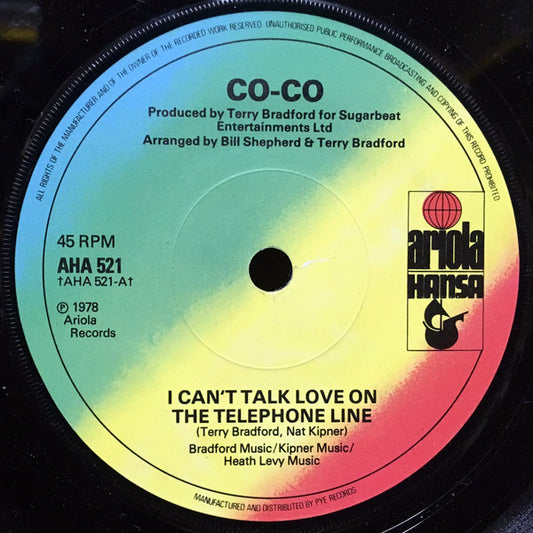 ALL RIGHTS OF THE MANUFACTURER AND OF THE OWNER OF THE RECORDED WORK RESERVED UNAUTHORISED PUBLIC PERFORMANCE BROADCASTING AND COPYING OF THIS RECORD PROHIBITED
CO-CO
Produced by Terry Bradford for Sugarbeat
Entertainments Ltd
Arranged by Bill Shepherd & Terry Bradford
45 RPM
AHA 521
†AHA 521-A†
℗ 1978
Ariola
Records
ariola
HANSA
I CAN'T TALK LOVE ON
THE TELEPHONE LINE
(Terry Bradford, Nat Kipner)
Bradford Music/Kipner Music/
Heath Levy Music
MANUFACTURED AND DISTRIBUTED BY PYE RECORDS